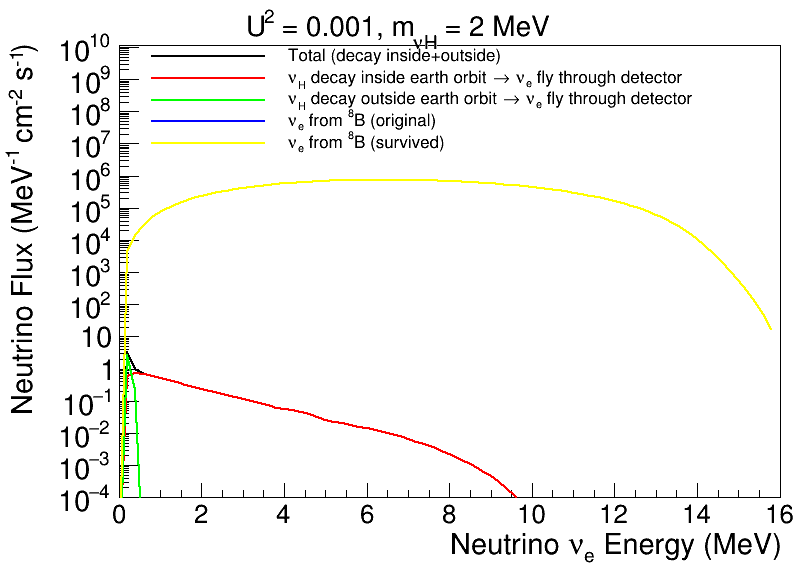 U² = 0.001, m_νH = 2 MeV
Total (decay inside+outside)
ν_H decay inside earth orbit → ν_e fly through detector
ν_H decay outside earth orbit → ν_e fly through detector
ν_e from ⁸B (original)
ν_e from ⁸B (survived)
Neutrino Flux (MeV⁻¹ cm⁻² s⁻¹)
10¹⁰
10⁹
10⁸
10⁷
10⁶
10⁵
10⁴
10³
10²
10
1
10⁻¹
10⁻²
10⁻³
10⁻⁴
0 2 4 6 8 10 12 14 16
Neutrino ν_e Energy (MeV)